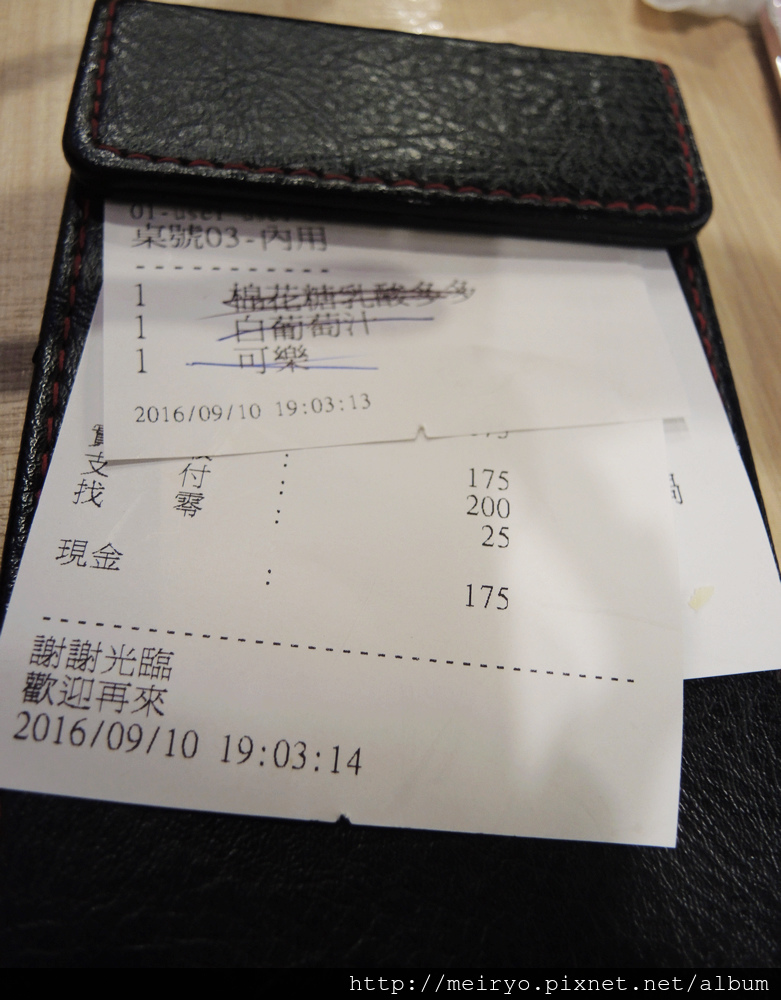 01-user
桌號03-內用
1 棉花糖乳酸多多
1 白葡萄汁
1 可樂
2016/09/10 19:03:13
175
支 付 : 200
找 零 : 25
現金 : 175
謝謝光臨
歡迎再來
2016/09/10 19:03:14
http://meiryo.pixnet.net/album